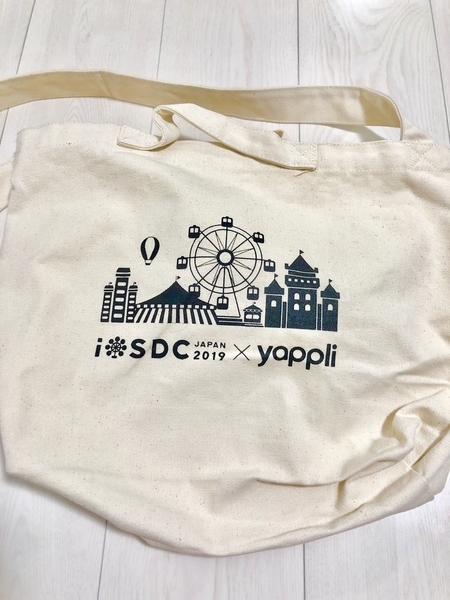 iOSDC JAPAN 2019 × yappli